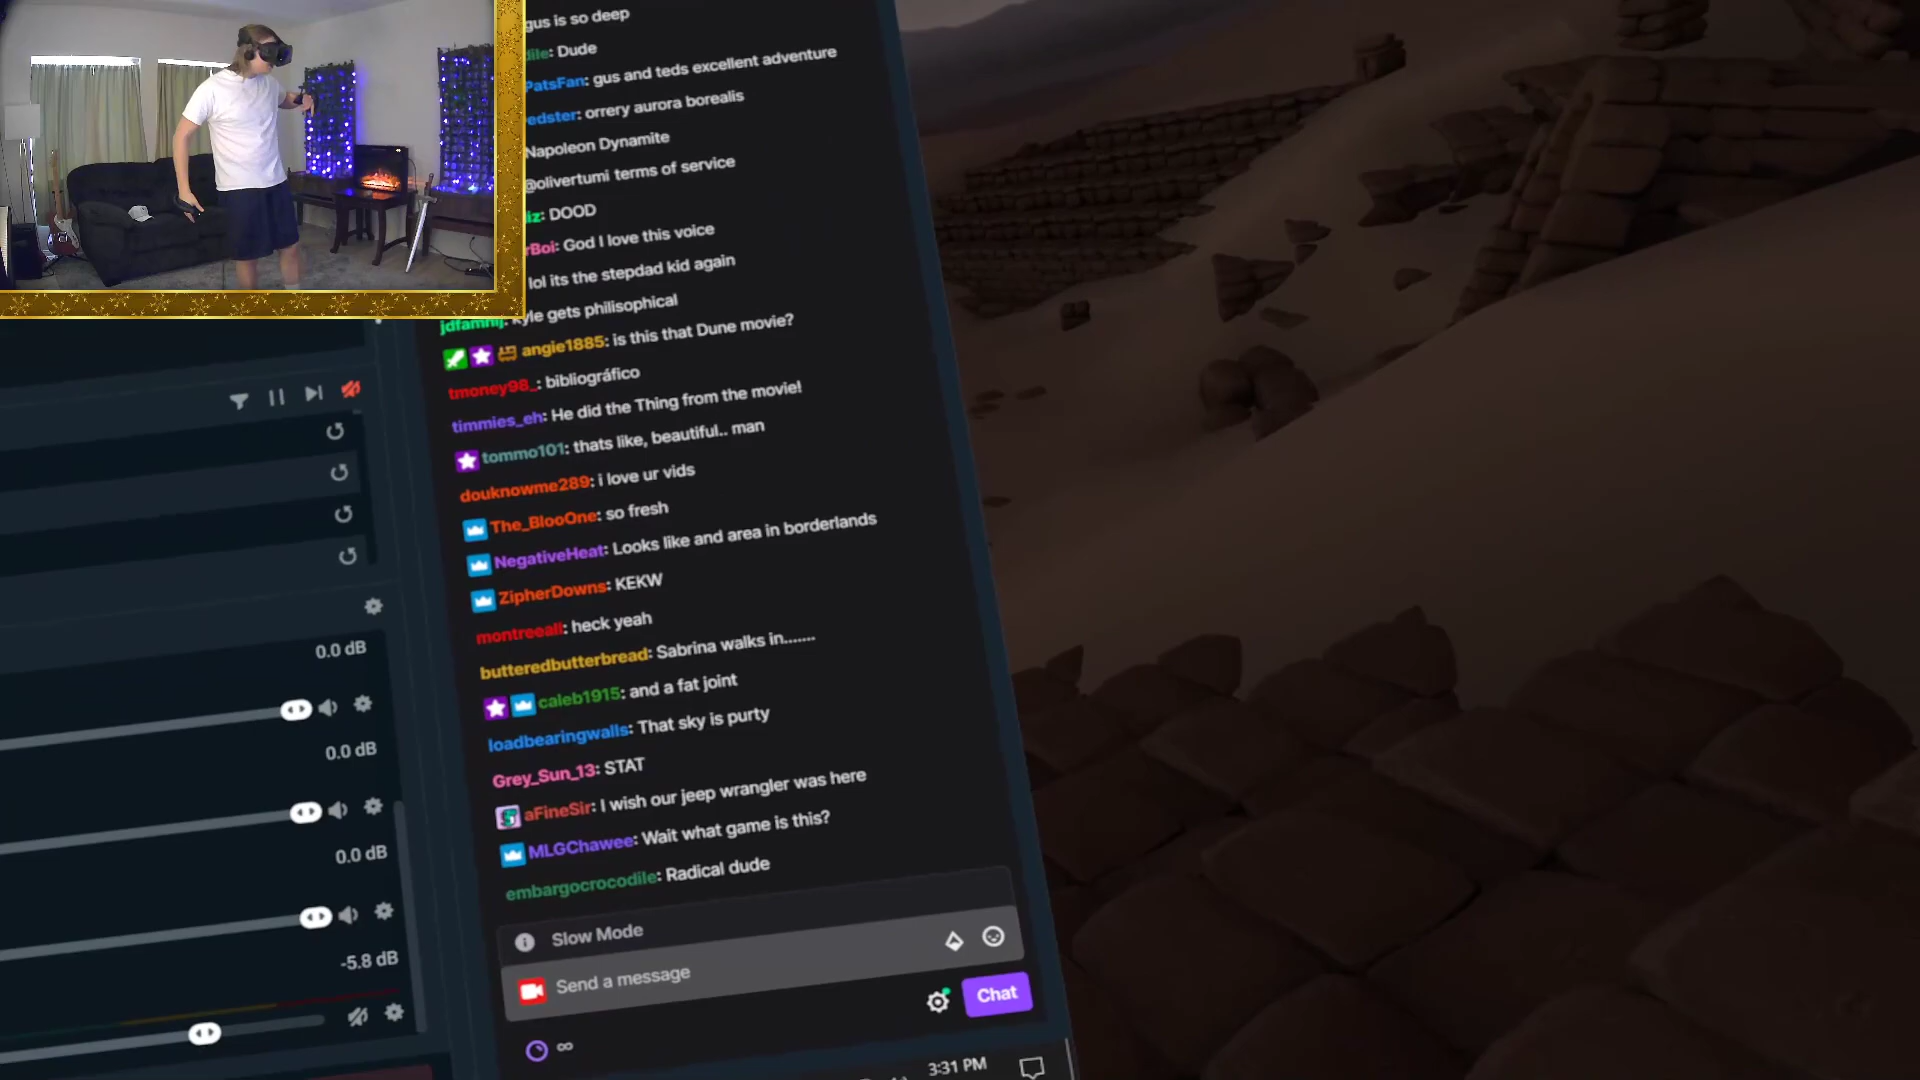 gus is so deep
dile: Dude
PatsFan: gus and teds excellent adventure
edster: orrery aurora borealis
Napoleon Dynamite
@olivertumi terms of service
iz: DOOD
rBoi: God I love this voice
lol its the stepdad kid again
jdfamnij: kyle gets philisophical
angie1885: is this that Dune movie?
tmoney98_: bibliográfico
timmies_eh: He did the Thing from the movie!
tommo101: thats like, beautiful.. man
douknowme289: i love ur vids
The_BlooOne: so fresh
NegativeHeat: Looks like and area in borderlands
ZipherDowns: KEKW
montreeall: heck yeah
butteredbutterbread: Sabrina walks in.......
caleb1915: and a fat joint
loadbearingwalls: That sky is purty
Grey_Sun_13: STAT
aFineSir: I wish our jeep wrangler was here
MLGChawee: Wait what game is this?
embargocrocodile: Radical dude
Slow Mode
Send a message
Chat
∞
3:31 PM
0.0 dB
0.0 dB
0.0 dB
-5.8 dB